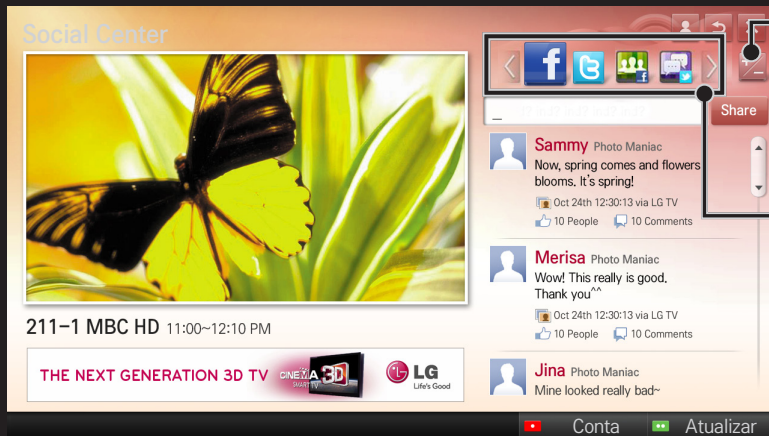 Social Center
Share
Sammy Photo Maniac
Now, spring comes and flowers
blooms. It's spring!
Oct 24th 12:30:13 via LG TV
10 People 10 Comments
Merisa Photo Maniac
Wow! This really is good.
Thank you^^
Oct 24th 12:30:13 via LG TV
10 People 10 Comments
Jina Photo Maniac
Mine looked really bad~
211-1 MBC HD 11:00~12:10 PM
THE NEXT GENERATION 3D TV CINEMA 3D SMART TV LG Life's Good
Conta Atualizar